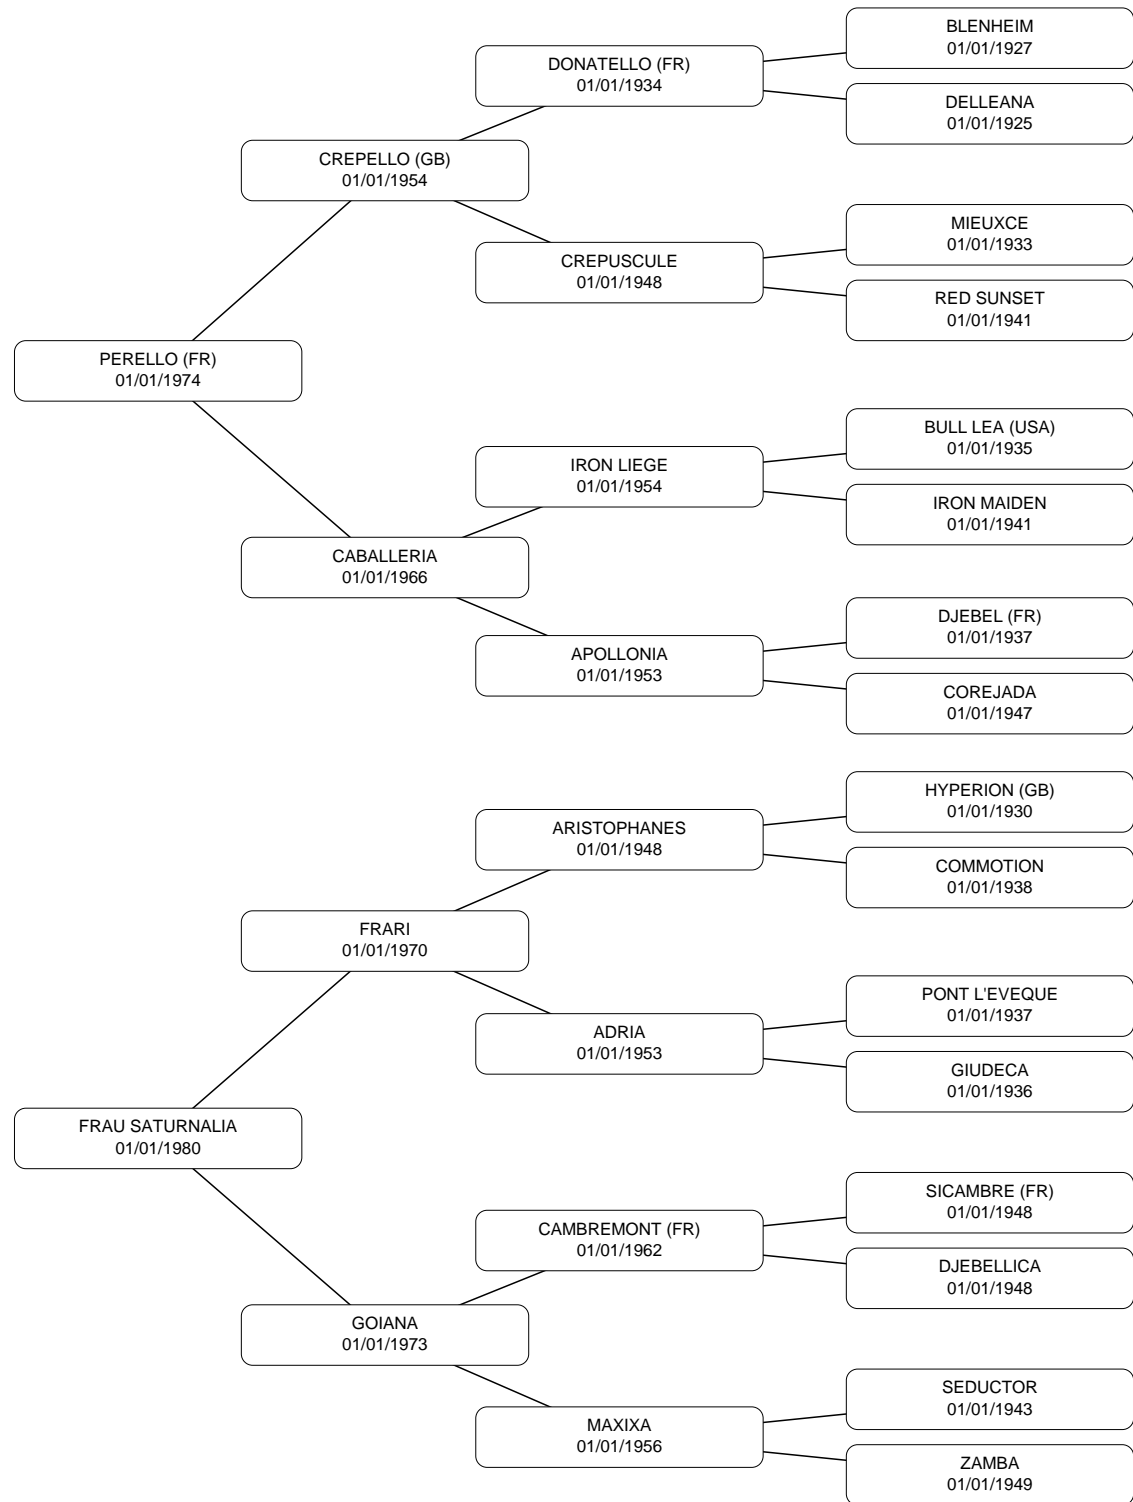 BLENHEIM
01/01/1927
DONATELLO (FR)
01/01/1934
DELLEANA
01/01/1925
CREPELLO (GB)
01/01/1954
MIEUXCE
01/01/1933
CREPUSCULE
01/01/1948
RED SUNSET
01/01/1941
PERELLO (FR)
01/01/1974
BULL LEA (USA)
01/01/1935
IRON LIEGE
01/01/1954
IRON MAIDEN
01/01/1941
CABALLERIA
01/01/1966
DJEBEL (FR)
01/01/1937
APOLLONIA
01/01/1953
COREJADA
01/01/1947
HYPERION (GB)
01/01/1930
ARISTOPHANES
01/01/1948
COMMOTION
01/01/1938
FRARI
01/01/1970
PONT L'EVEQUE
01/01/1937
ADRIA
01/01/1953
GIUDECA
01/01/1936
FRAU SATURNALIA
01/01/1980
SICAMBRE (FR)
01/01/1948
CAMBREMONT (FR)
01/01/1962
DJEBELLICA
01/01/1948
GOIANA
01/01/1973
SEDUCTOR
01/01/1943
MAXIXA
01/01/1956
ZAMBA
01/01/1949